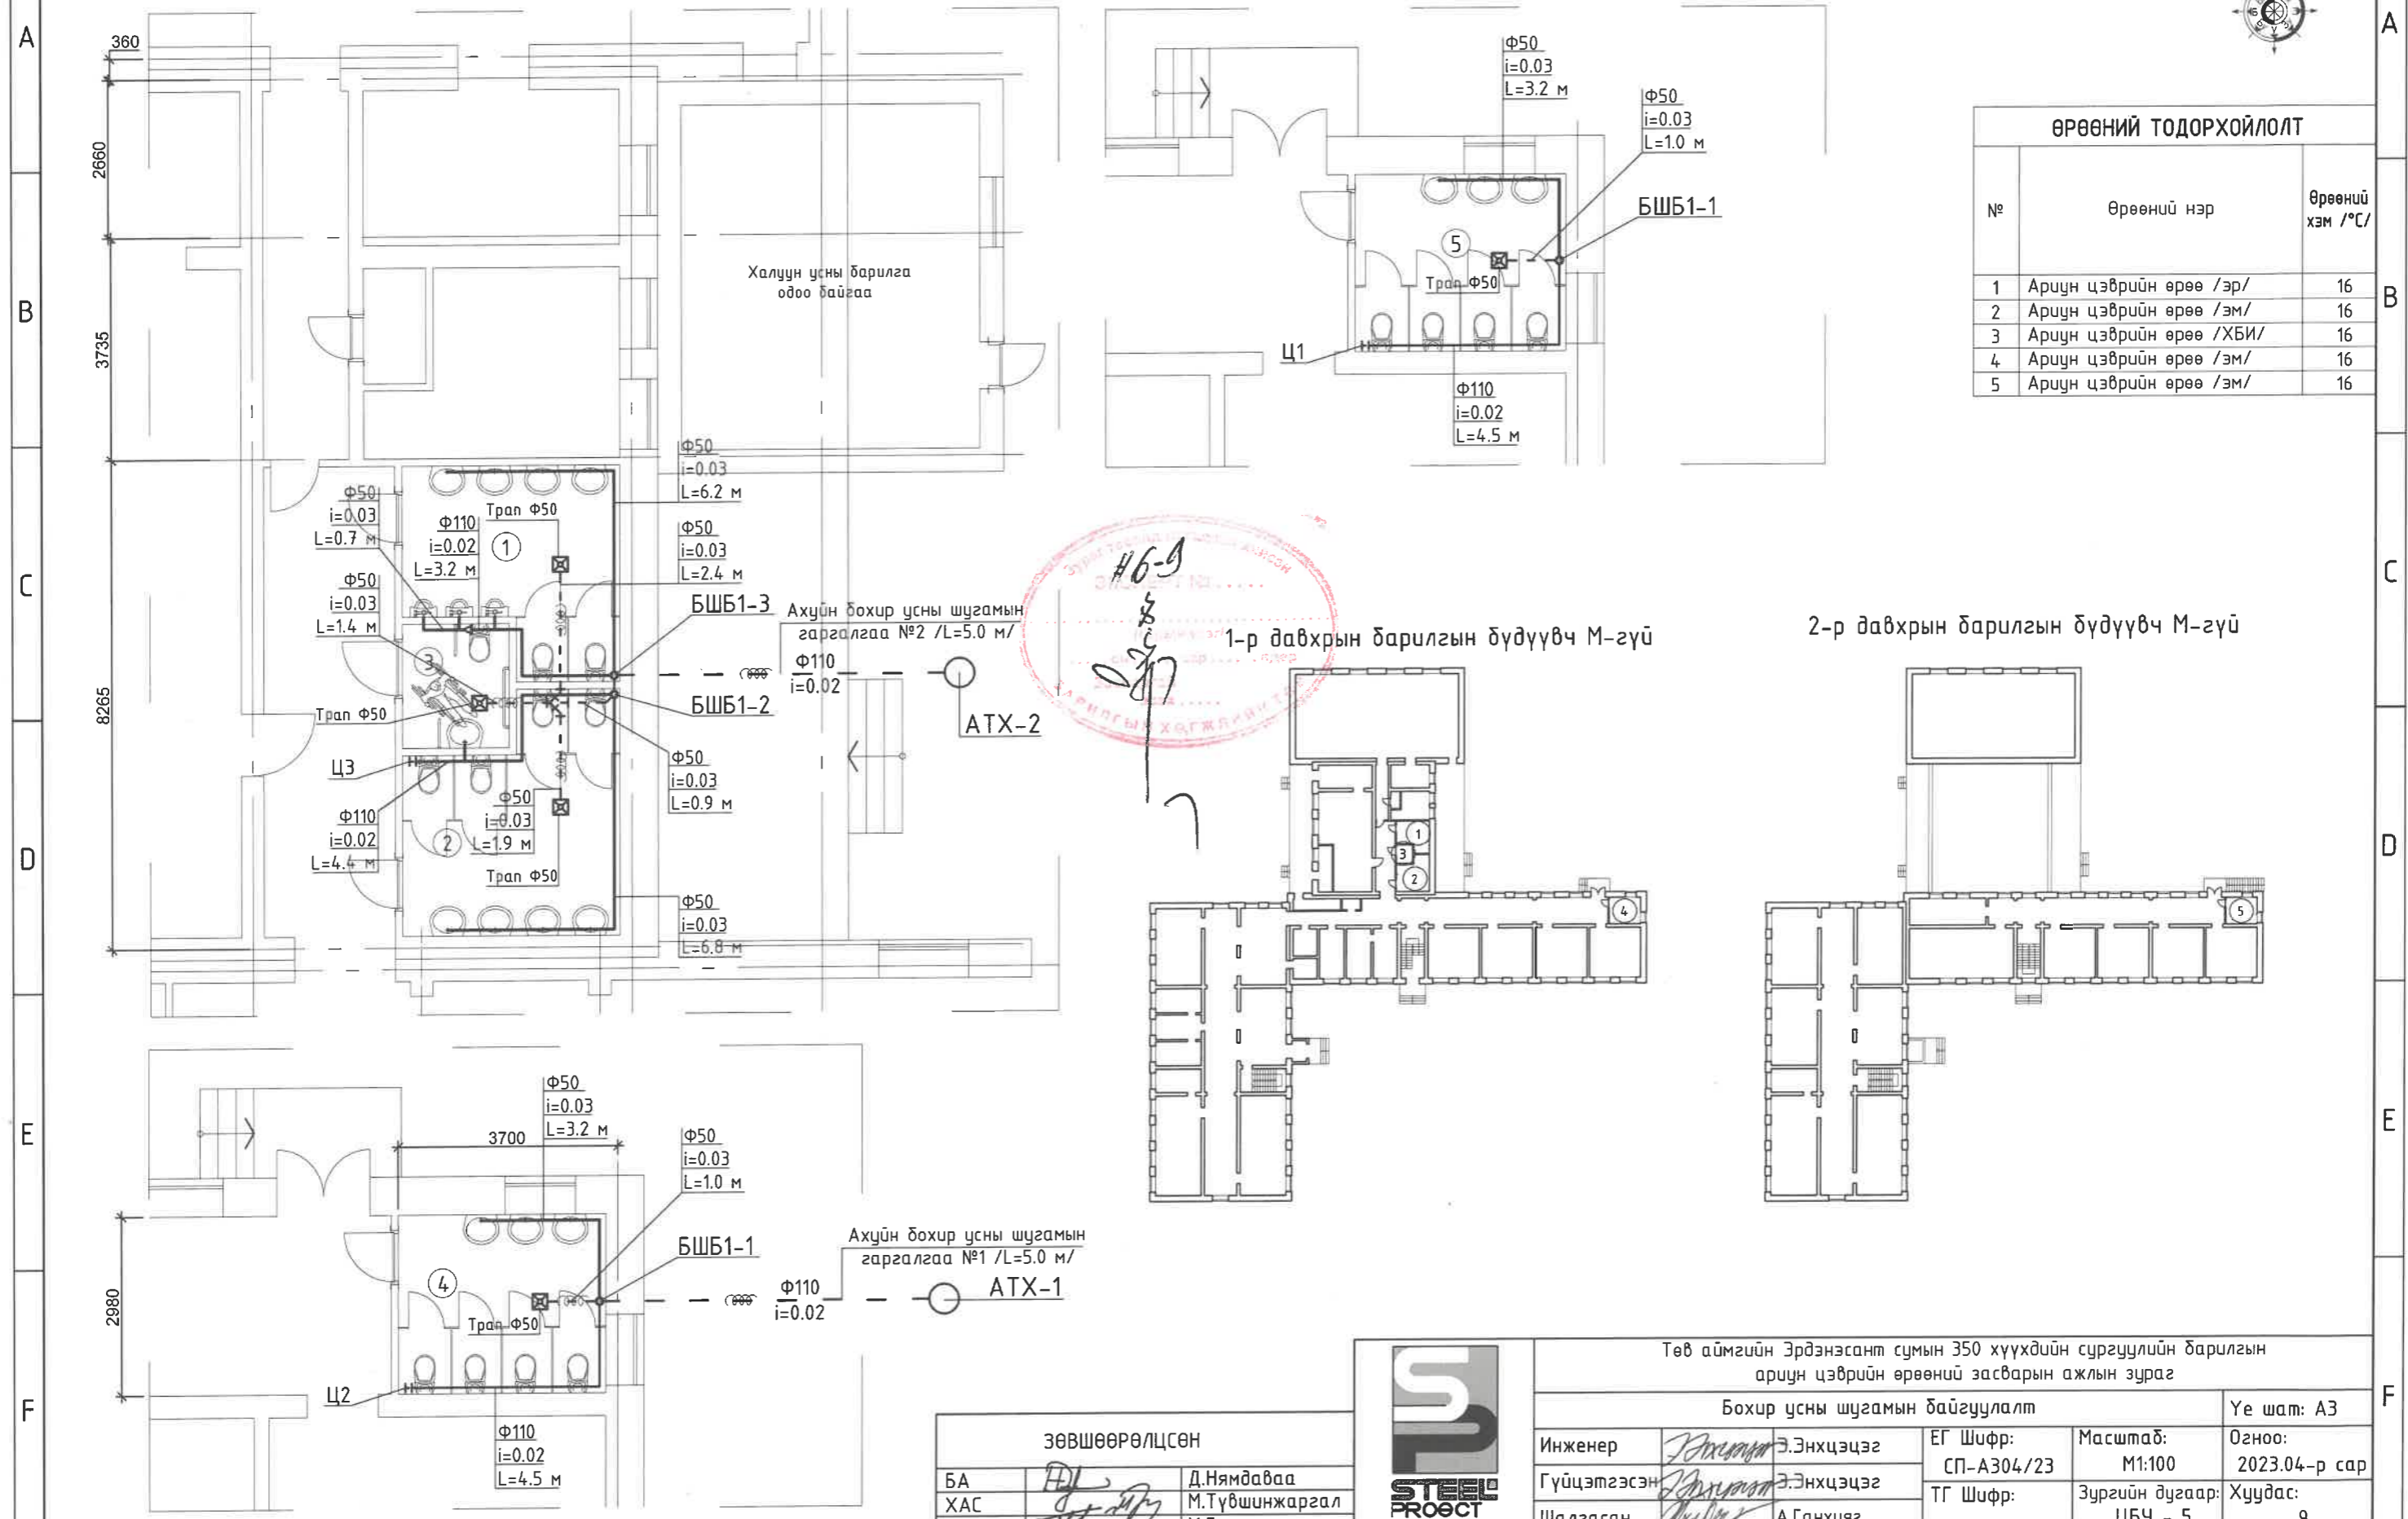 A
A
B
B
C
C
D
D
E
E
F
F
360
2660
3735
8265
Халуун усны барилга
одоо байгаа
Ф50
i=0.03
L=6.2 м
Ф50
i=0.03
L=0.7 м
Ф110
i=0.02
L=3.2 м
Трап Ф50
1
Ф50
i=0.03
L=2.4 м
Ф50
i=0.03
L=1.4 м
БШБ1-3
Ахуйн бохир усны шугамын
гаргалгаа №2 /L=5.0 м/
Ф110
i=0.02
АТХ-2
3
Трап Ф50
БШБ1-2
Ц3
Ф50
i=0.03
L=0.9 м
Ф110
i=0.02
L=4.4 м
Ф50
i=0.03
L=1.9 м
2
Трап Ф50
Ф50
i=0.03
L=6.8 м
Ф50
i=0.03
L=3.2 м
Ф50
i=0.03
L=1.0 м
БШБ1-1
5
Трап Ф50
Ц1
Ф110
i=0.02
L=4.5 м
ӨРӨӨНИЙ ТОДОРХОЙЛОЛТ
№ Өрөөний нэр Өрөөний
хэм /°С/
1 Ариун цэврийн өрөө /эр/ 16
2 Ариун цэврийн өрөө /эм/ 16
3 Ариун цэврийн өрөө /ХБИ/ 16
4 Ариун цэврийн өрөө /эм/ 16
5 Ариун цэврийн өрөө /эм/ 16
1-р давхрын барилгын бүдүүвч М-гүй
1
3
2
4
2-р давхрын барилгын бүдүүвч М-гүй
5
Ф50
i=0.03
L=3.2 м
3700
Ф50
i=0.03
L=1.0 м
2980
БШБ1-1
4
Трап Ф50
Ахуйн бохир усны шугамын
гаргалгаа №1 /L=5.0 м/
Ф110
i=0.02
АТХ-1
Ц2
Ф110
i=0.02
L=4.5 м
ЗӨВШӨӨРӨЛЦСӨН
БА Д.Нямдаваа
ХАС М.Түвшинжаргал
STEEL
PROЕCT
Төв аймгийн Эрдэнэсант сумын 350 хүүхдийн сургуулийн барилгын
ариун цэврийн өрөөний засварын ажлын зураг
Бохир усны шугамын байгуулалт Үе шат: АЗ
Инженер Э.Энхцэцэг
Гүйцэтгэсэн Э.Энхцэцэг
Шалгасан А.Ганхуяг
ЕГ Шифр:
СП-А304/23
Масштаб:
М1:100
Огноо:
2023.04-р сар
ТГ Шифр:
Зургийн дугаар:
ЦБУ - 5
Хуудас:
9